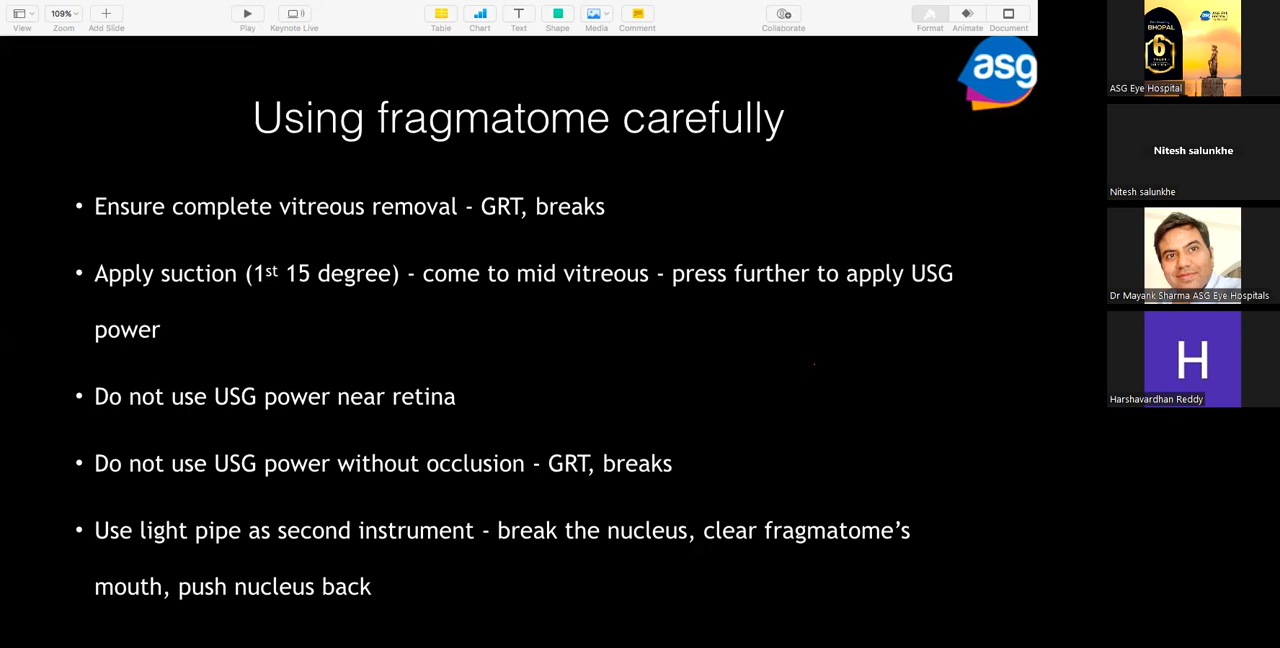 109%
View
Zoom
Add Slide
Play
Keynote Live
Table
Chart
Text
Shape
Media
Comment
Collaborate
Format
Animate
Document
asg
Using fragmatome carefully
• Ensure complete vitreous removal - GRT, breaks
• Apply suction (1st 15 degree) - come to mid vitreous - press further to apply USG
power
• Do not use USG power near retina
• Do not use USG power without occlusion - GRT, breaks
• Use light pipe as second instrument - break the nucleus, clear fragmatome’s
mouth, push nucleus back
BHOPAL
6
ASG Eye Hospital
Nitesh salunkhe
Nitesh salunkhe
Dr Mayank Sharma ASG Eye Hospitals
H
Harshavardhan Reddy